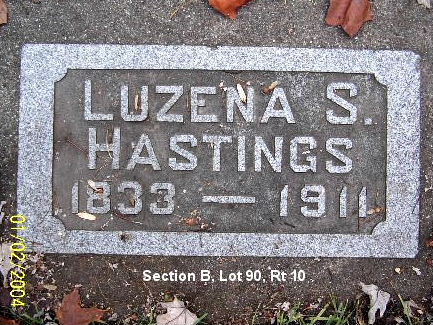 LUZENA S.
HASTINGS
1833 — 1911
Section B, Lot 90, Rt 10
01/02/2004